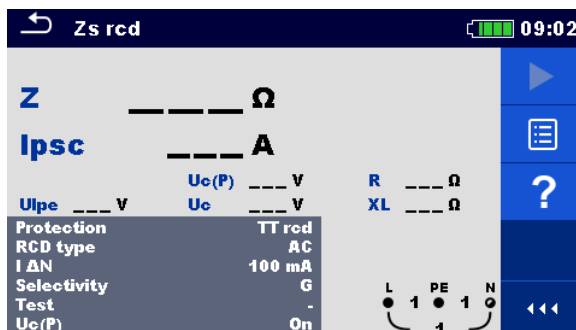 Zs rcd 09:02
Z ___ Ω
Ipsc ___ A
Uc(P) ___ V R ___ Ω
Ulpe ___ V Uc ___ V XL ___ Ω
Protection TT rcd
RCD type AC
I ΔN 100 mA
Selectivity G
Test -
Uc(P) On
L PE N
1 1
1
?